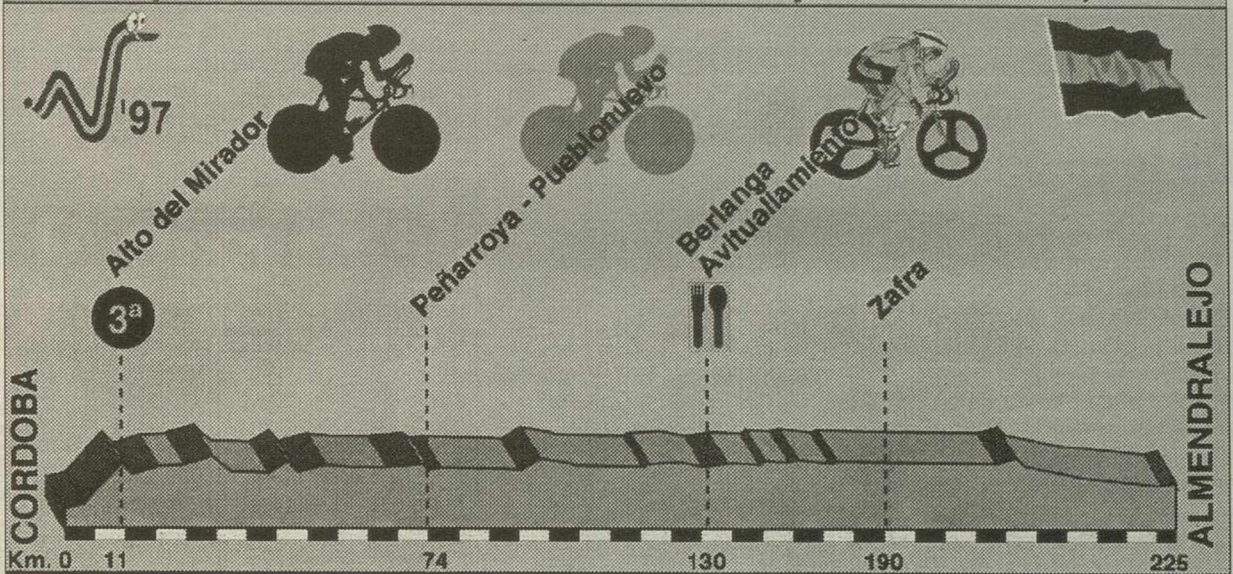 '97
Alto del Mirador
Peñarroya - Pueblonuevo
Berlanga
Avituallamiento
Zafra
3ª
CORDOBA
ALMENDRALEJO
Km. 0 11 74 130 190 225